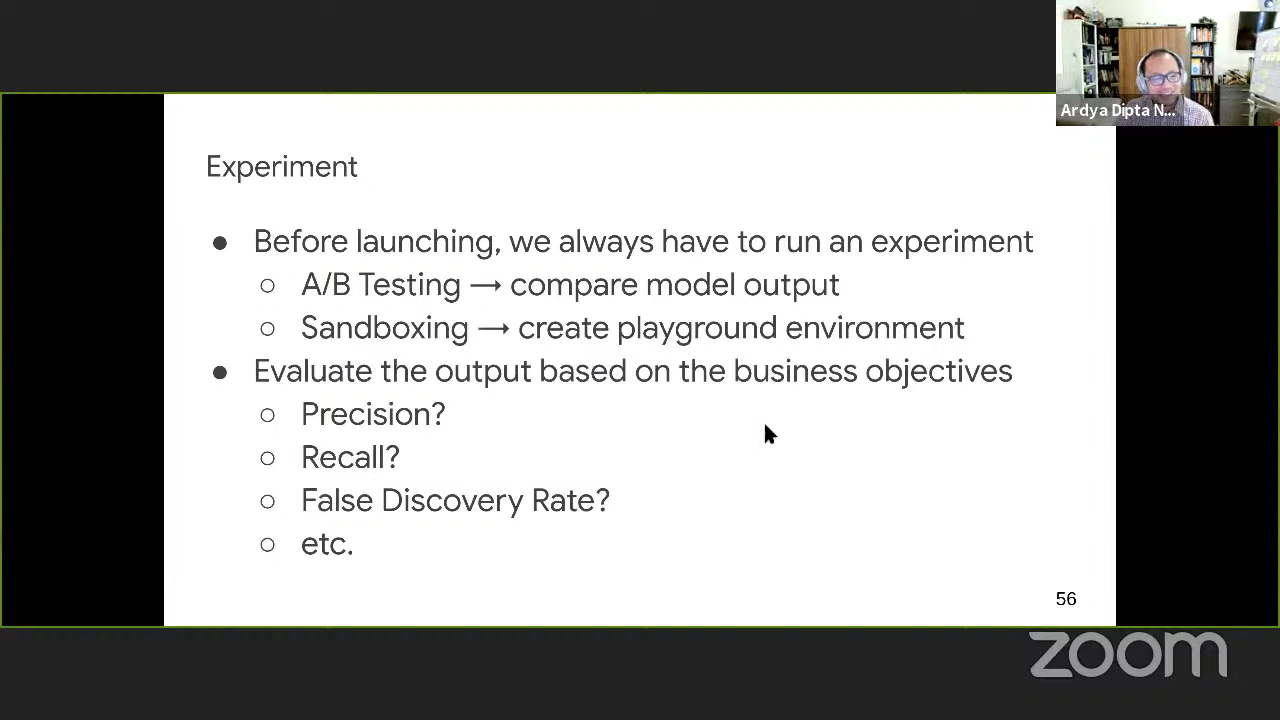 Ardya Dipta N...
Experiment
● Before launching, we always have to run an experiment
○ A/B Testing → compare model output
○ Sandboxing → create playground environment
● Evaluate the output based on the business objectives
○ Precision?
○ Recall?
○ False Discovery Rate?
○ etc.
56
zoom